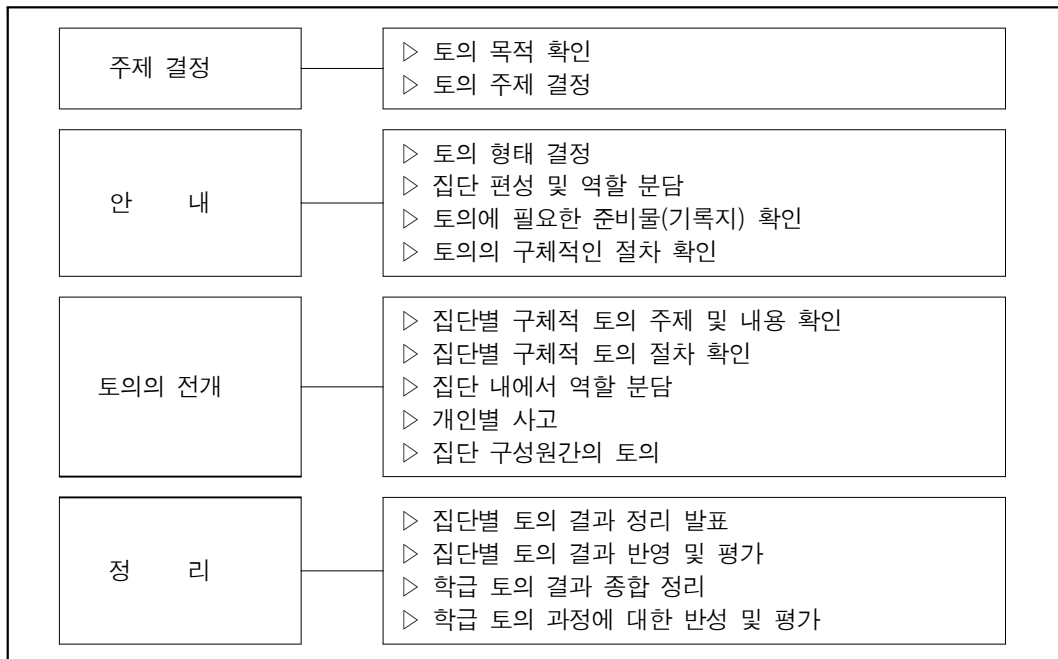 주제 결정
▷ 토의 목적 확인
▷ 토의 주제 결정
안 내
▷ 토의 형태 결정
▷ 집단 편성 및 역할 분담
▷ 토의에 필요한 준비물(기록지) 확인
▷ 토의의 구체적인 절차 확인
토의의 전개
▷ 집단별 구체적 토의 주제 및 내용 확인
▷ 집단별 구체적 토의 절차 확인
▷ 집단 내에서 역할 분담
▷ 개인별 사고
▷ 집단 구성원간의 토의
정 리
▷ 집단별 토의 결과 정리 발표
▷ 집단별 토의 결과 반영 및 평가
▷ 학급 토의 결과 종합 정리
▷ 학급 토의 과정에 대한 반성 및 평가